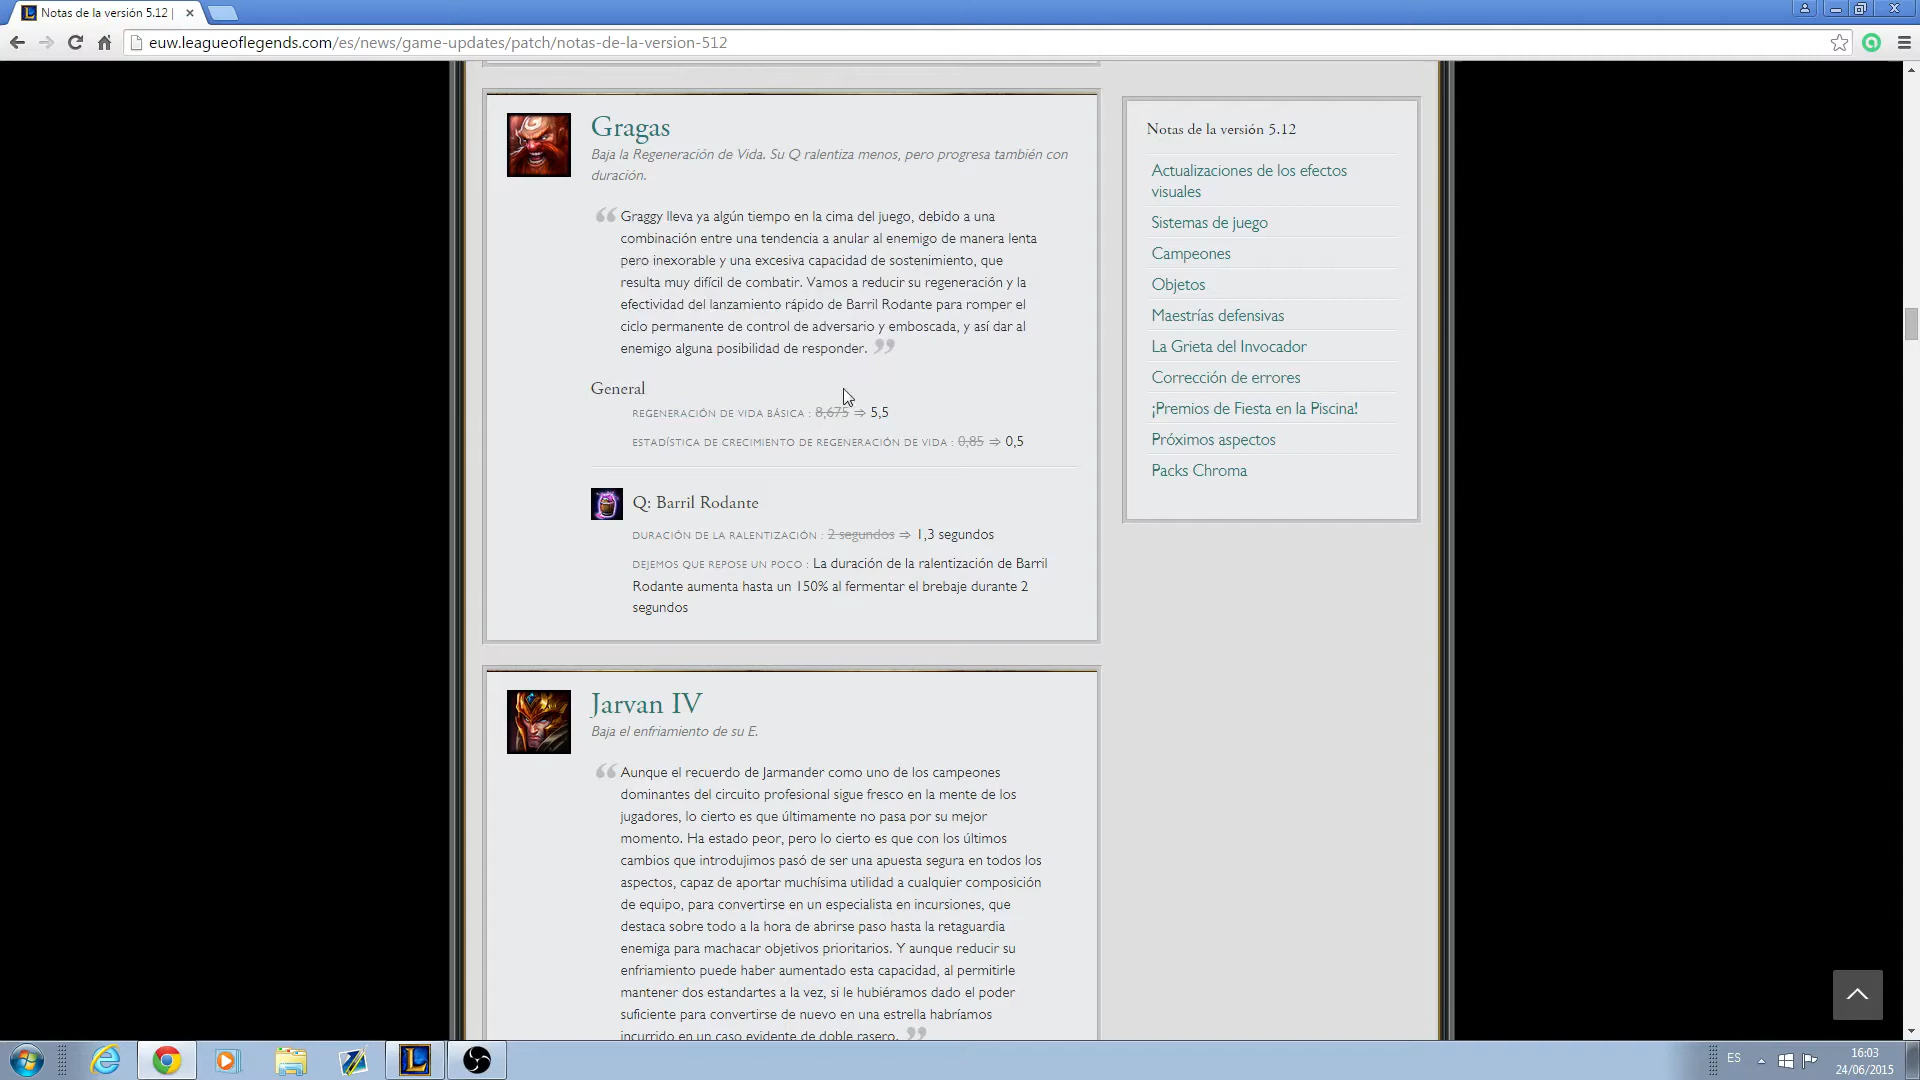 Notas de la versión 5.12 |
euw.leagueoflegends.com/es/news/game-updates/patch/notas-de-la-version-512
Gragas
Baja la Regeneración de Vida. Su Q ralentiza menos, pero progresa también con
duración.
Graggy lleva ya algún tiempo en la cima del juego, debido a una
combinación entre una tendencia a anular al enemigo de manera lenta
pero inexorable y una excesiva capacidad de sostenimiento, que
resulta muy difícil de combatir. Vamos a reducir su regeneración y la
efectividad del lanzamiento rápido de Barril Rodante para romper el
ciclo permanente de control de adversario y emboscada, y así dar al
enemigo alguna posibilidad de responder.
General
REGENERACIÓN DE VIDA BÁSICA : 8,675 ⇒ 5,5
ESTADÍSTICA DE CRECIMIENTO DE REGENERACIÓN DE VIDA : 0,85 ⇒ 0,5
Q: Barril Rodante
DURACIÓN DE LA RALENTIZACIÓN : 2 segundos ⇒ 1,3 segundos
DEJEMOS QUE REPOSE UN POCO : La duración de la ralentización de Barril
Rodante aumenta hasta un 150% al fermentar el brebaje durante 2
segundos
Jarvan IV
Baja el enfriamiento de su E.
Aunque el recuerdo de Jarmander como uno de los campeones
dominantes del circuito profesional sigue fresco en la mente de los
jugadores, lo cierto es que últimamente no pasa por su mejor
momento. Ha estado peor, pero lo cierto es que con los últimos
cambios que introdujimos pasó de ser una apuesta segura en todos los
aspectos, capaz de aportar muchísima utilidad a cualquier composición
de equipo, para convertirse en un especialista en incursiones, que
destaca sobre todo a la hora de abrirse paso hasta la retaguardia
enemiga para machacar objetivos prioritarios. Y aunque reducir su
enfriamiento puede haber aumentado esta capacidad, al permitirle
mantener dos estandartes a la vez, si le hubiéramos dado el poder
suficiente para convertirse de nuevo en una estrella habríamos
incurrido en un caso evidente de doble rasero.
Notas de la versión 5.12
Actualizaciones de los efectos
visuales
Sistemas de juego
Campeones
Objetos
Maestrías defensivas
La Grieta del Invocador
Corrección de errores
¡Premios de Fiesta en la Piscina!
Próximos aspectos
Packs Chroma
ES
16:03
24/06/2015